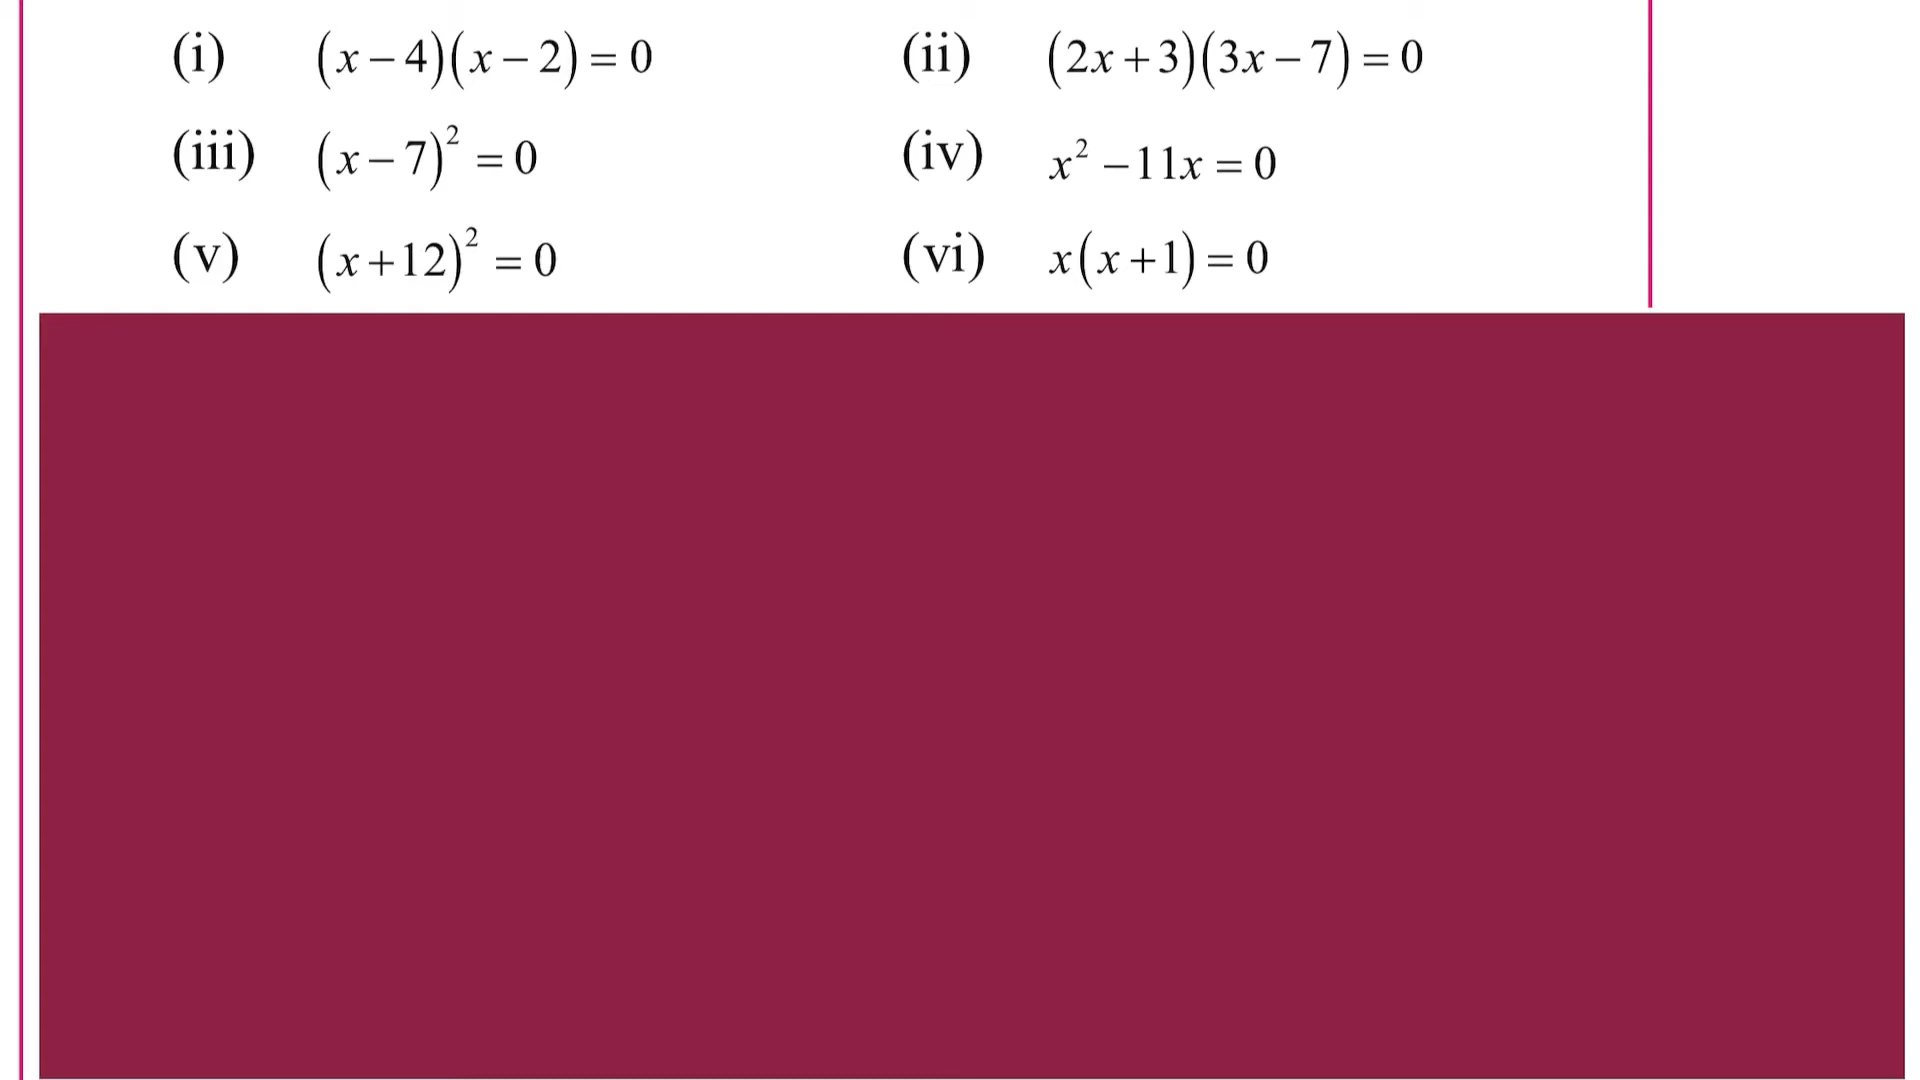 (i) (x – 4)(x – 2) = 0 (ii) (2x + 3)(3x – 7) = 0
(iii) (x – 7)² = 0 (iv) x² – 11x = 0
(v) (x + 12)² = 0 (vi) x(x + 1) = 0